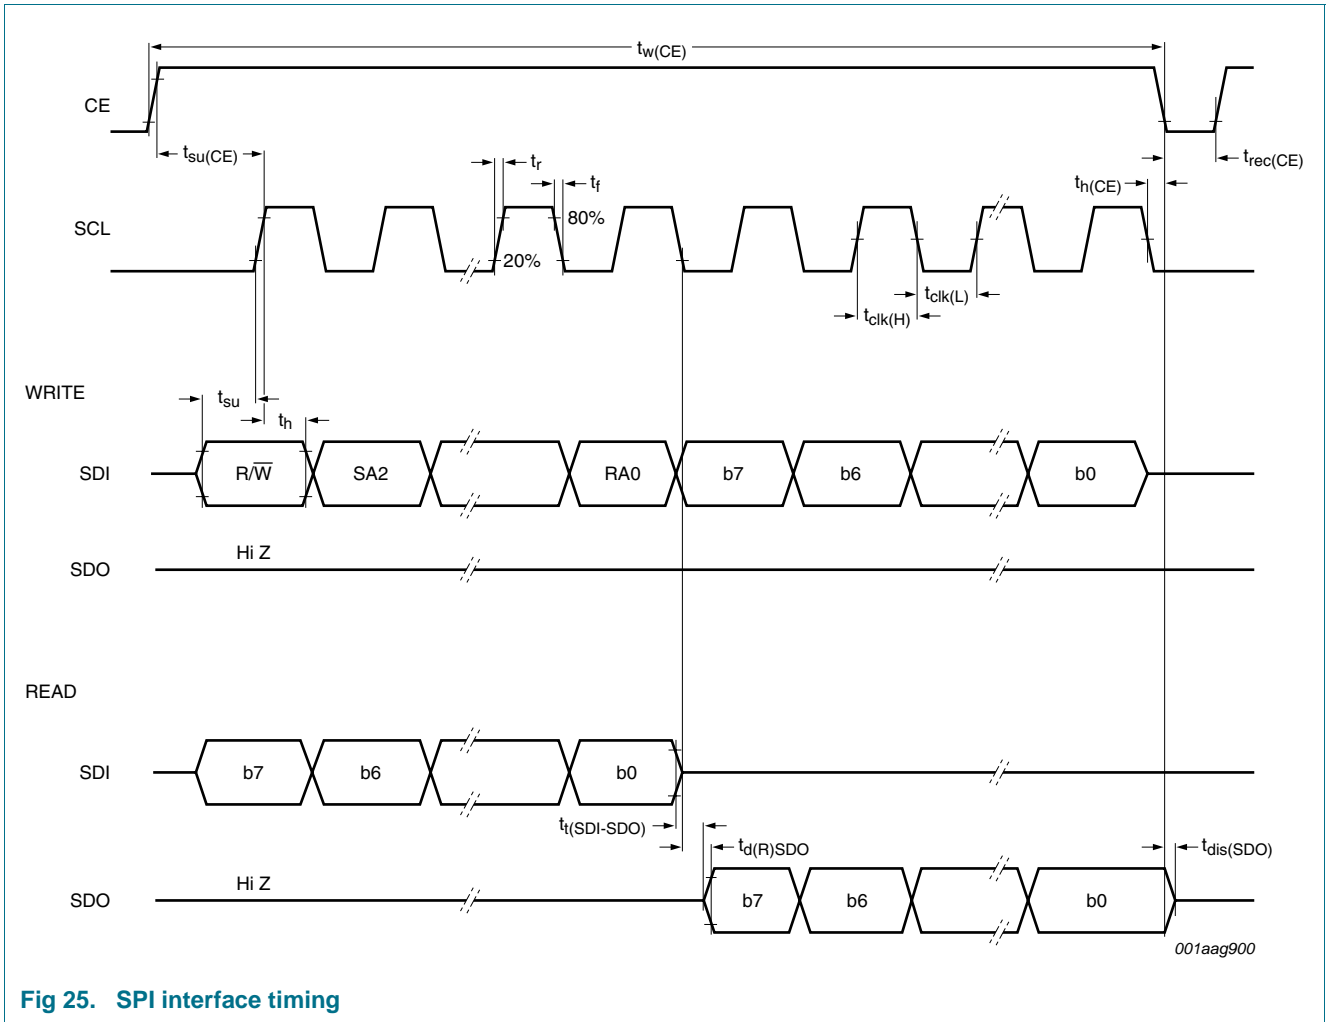 tw(CE)
CE
tsu(CE)
tr
tf
th(CE)
trec(CE)
SCL
80%
20%
tclk(L)
tclk(H)
WRITE
tsu
th
SDI
R/W̅
SA2
RA0
b7
b6
b0
Hi Z
SDO
READ
SDI
b7
b6
b0
tt(SDI-SDO)
td(R)SDO
tdis(SDO)
Hi Z
SDO
b7
b6
b0
001aag900
Fig 25. SPI interface timing